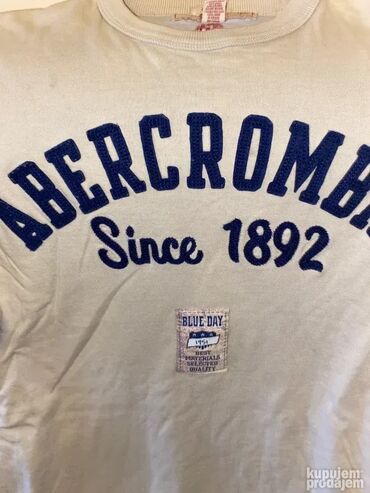 ABERCROMB
Since 1892
BLUE DAY
1951
BEST
MATERIALS
SELECTED
QUALITY
kupujem
prodajem